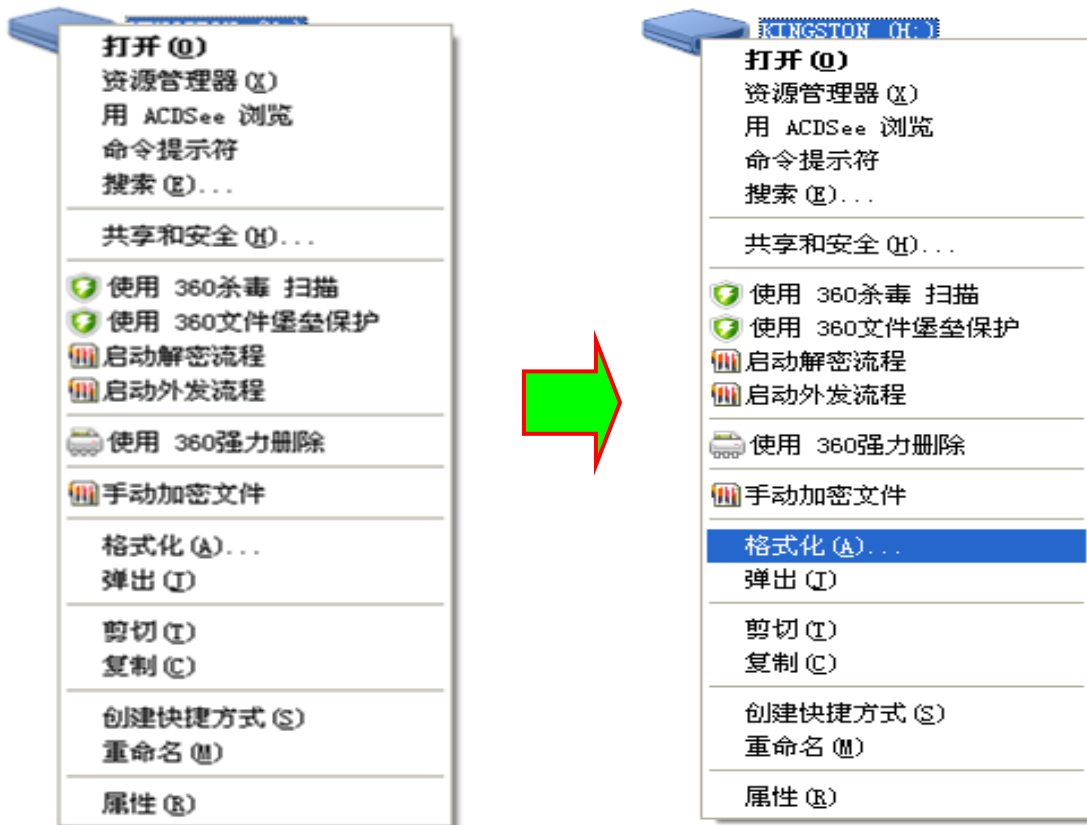 打开(O)
资源管理器(X)
用 ACDSee 浏览
命令提示符
搜索(E)...
共享和安全(H)...
使用 360杀毒 扫描
使用 360文件堡垒保护
启动解密流程
启动外发流程
使用 360强力删除
手动加密文件
格式化(A)...
弹出(J)
剪切(T)
复制(C)
创建快捷方式(S)
重命名(M)
属性(R)
KINGSTON (H:)
打开(O)
资源管理器(X)
用 ACDSee 浏览
命令提示符
搜索(E)...
共享和安全(H)...
使用 360杀毒 扫描
使用 360文件堡垒保护
启动解密流程
启动外发流程
使用 360强力删除
手动加密文件
格式化(A)...
弹出(J)
剪切(T)
复制(C)
创建快捷方式(S)
重命名(M)
属性(R)